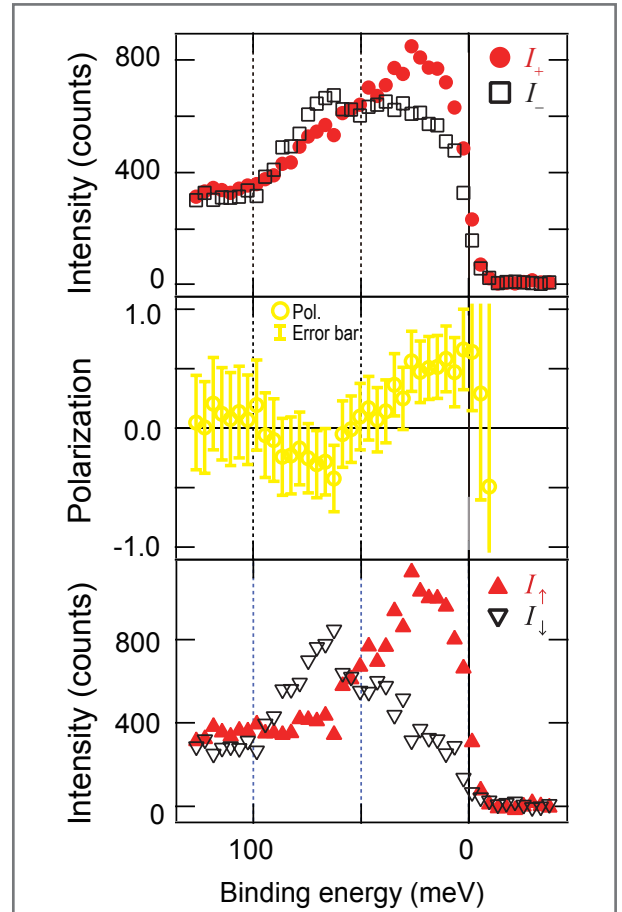 800
400
0
Intensity (counts)
I₊
I₋
1.0
0.0
-1.0
Polarization
Pol.
Error bar
800
400
0
Intensity (counts)
I↑
I↓
100
0
Binding energy (meV)